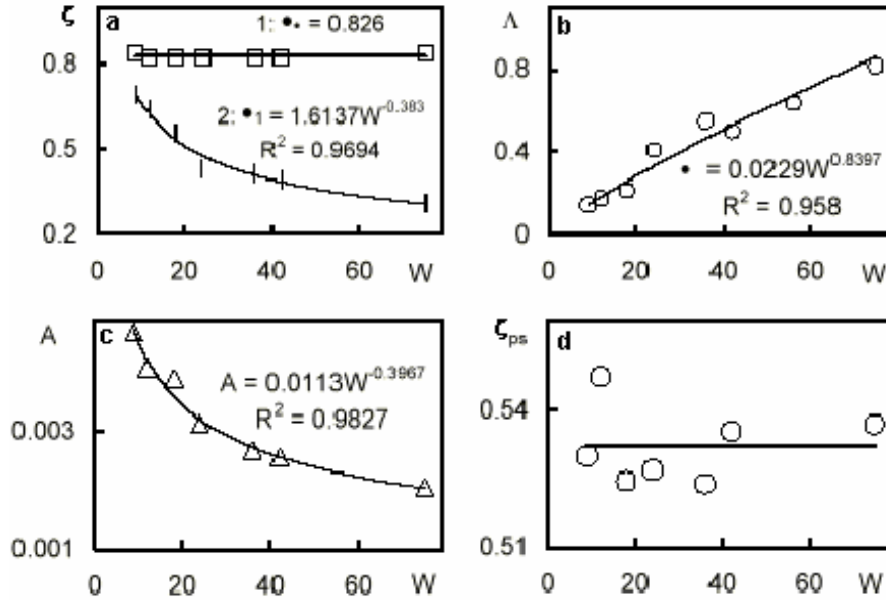 ζ a 1: •* = 0.826
0.8
2: •1 = 1.6137W^-0.383
R² = 0.9694
0.5
0.2
0 20 40 60 W
Λ b
0.8
0.4
• = 0.0229W^0.8397
R² = 0.958
0
0 20 40 60 W
A c
A = 0.0113W^-0.3967
R² = 0.9827
0.003
0.001
0 20 40 60 W
ζps d
0.54
0.51
0 20 40 60 W